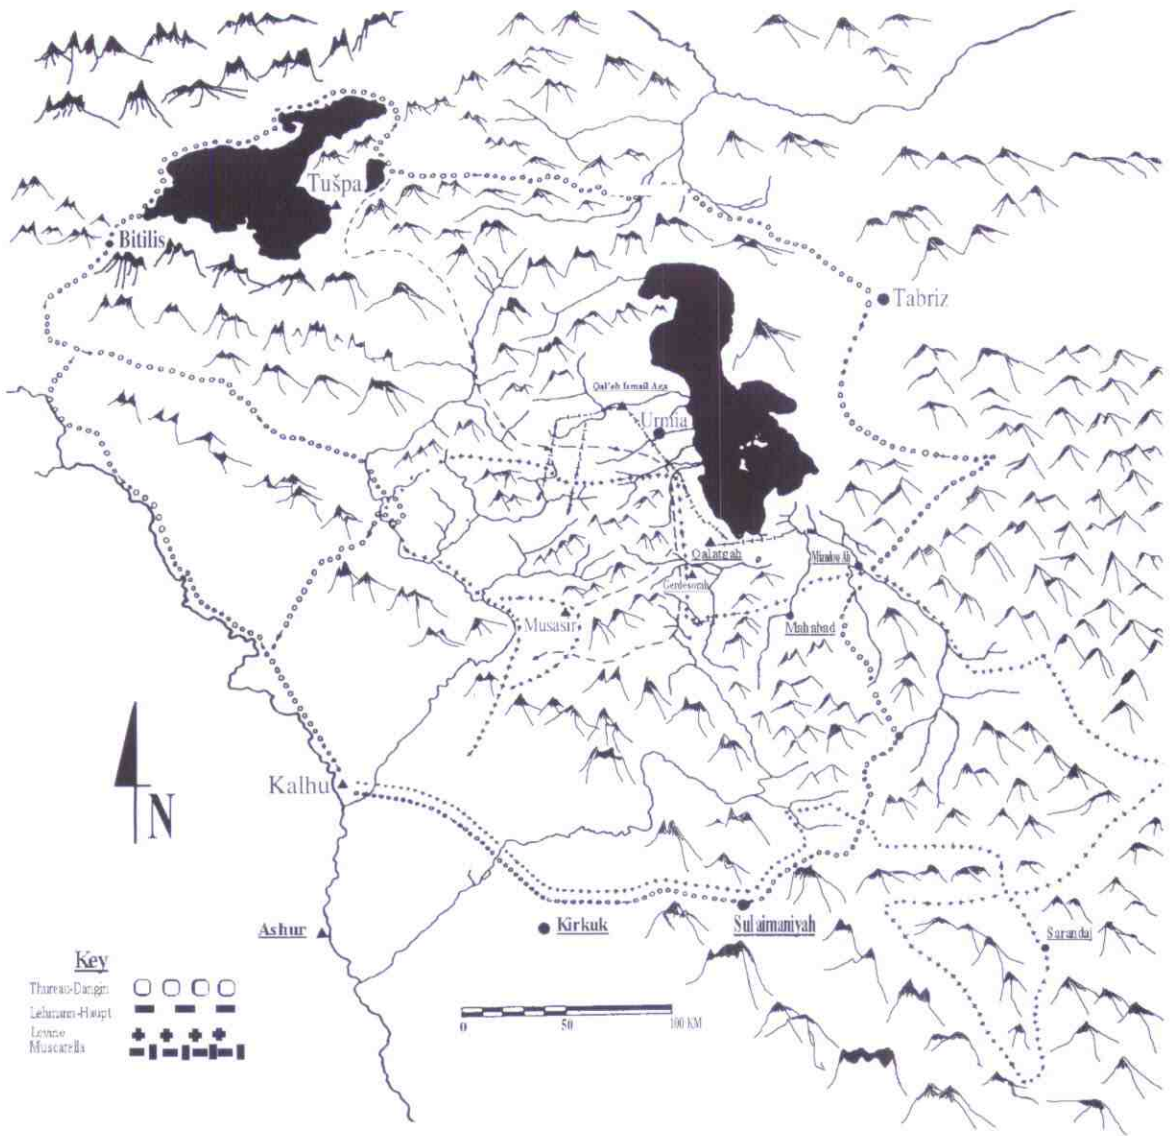 Tušpa
Bitilis
Tabriz
Qal'eh Ismail Aga
Urmia
Qalatgah
Gerdesorah
Musasir
Mahabad
Kalhu
N
Ashur
Kirkuk
Sulaimaniyah
Key
Thureau-Dangin
Lehmann-Haupt
Levine
Muscarella
0 50 100 KM